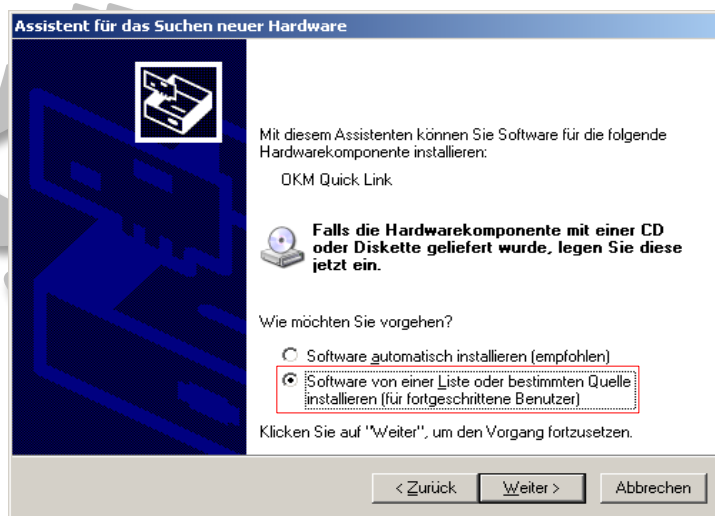 Assistent für das Suchen neuer Hardware
Mit diesem Assistenten können Sie Software für die folgende
Hardwarekomponente installieren:
OKM Quick Link
Falls die Hardwarekomponente mit einer CD
oder Diskette geliefert wurde, legen Sie diese
jetzt ein.
Wie möchten Sie vorgehen?
Software automatisch installieren (empfohlen)
Software von einer Liste oder bestimmten Quelle
installieren (für fortgeschrittene Benutzer)
Klicken Sie auf "Weiter", um den Vorgang fortzusetzen.
< Zurück
Weiter >
Abbrechen